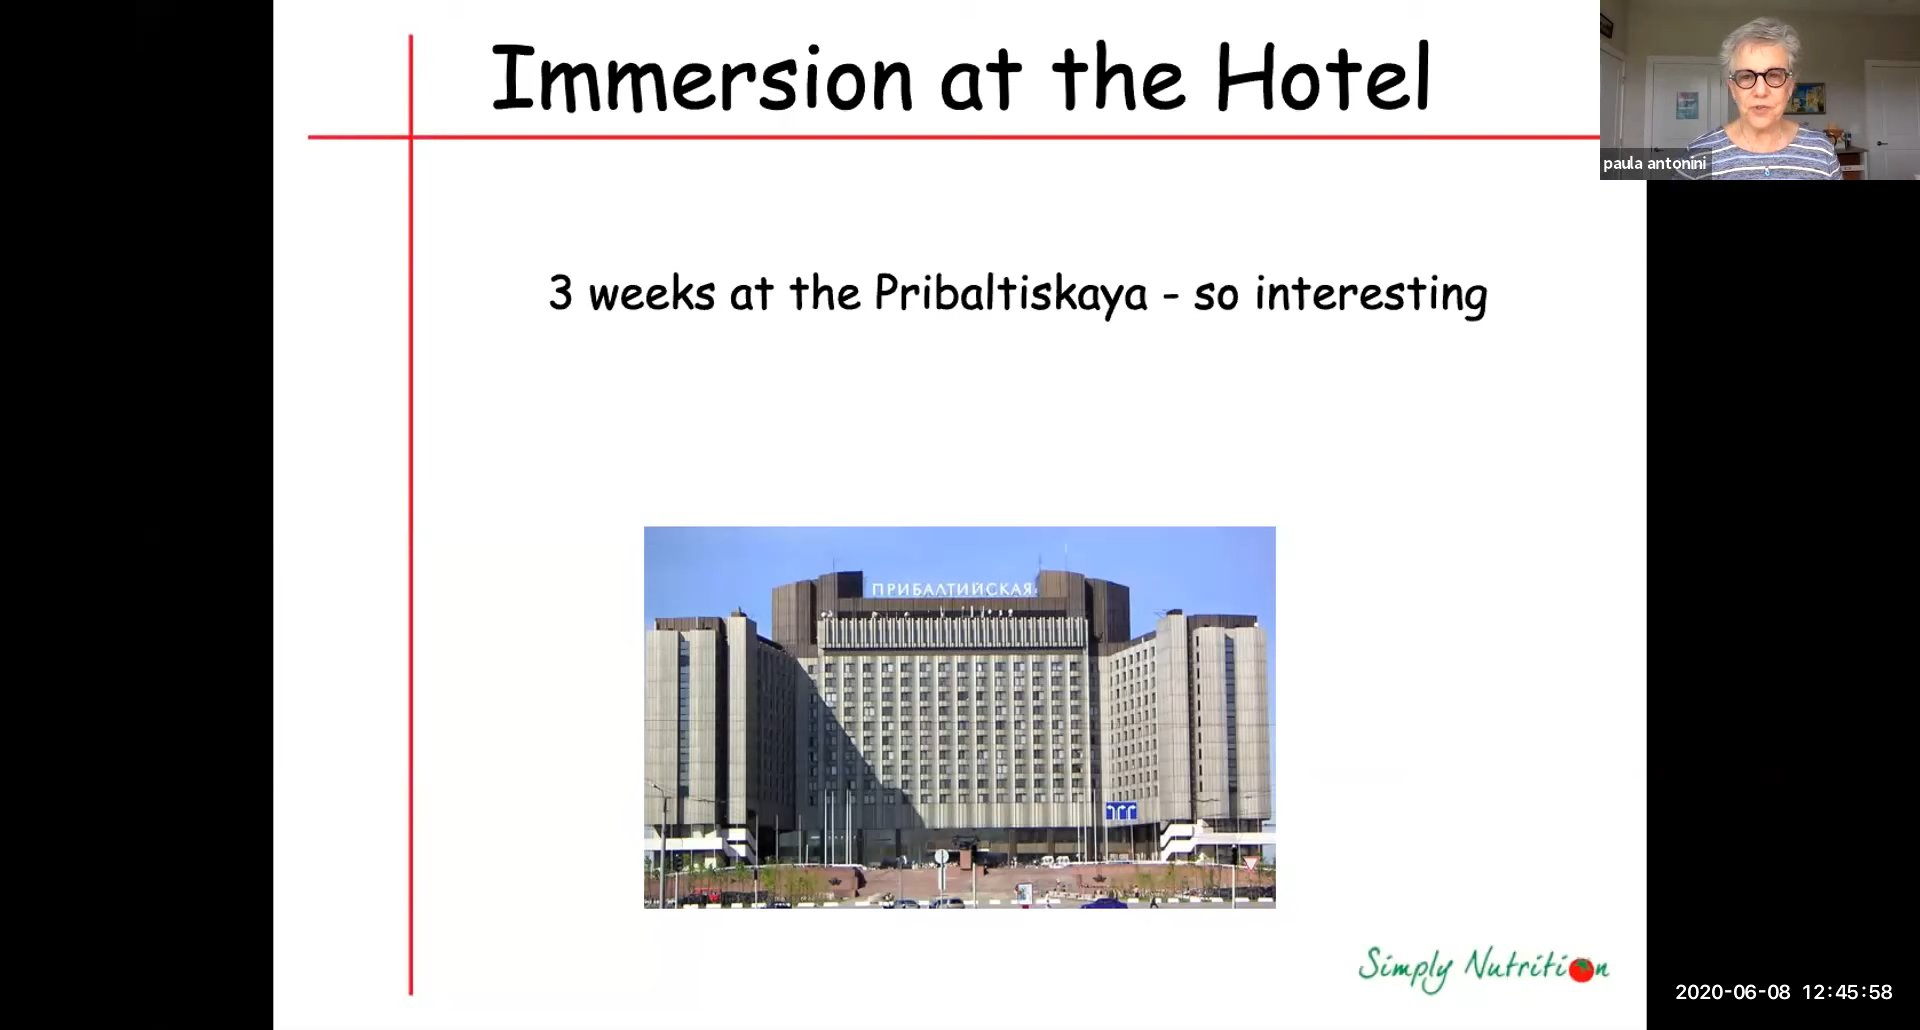 Immersion at the Hotel
paula antonini
3 weeks at the Pribaltiskaya - so interesting
ПРИБАЛТИЙСКАЯ
Simply Nutrition
2020-06-08 12:45:58